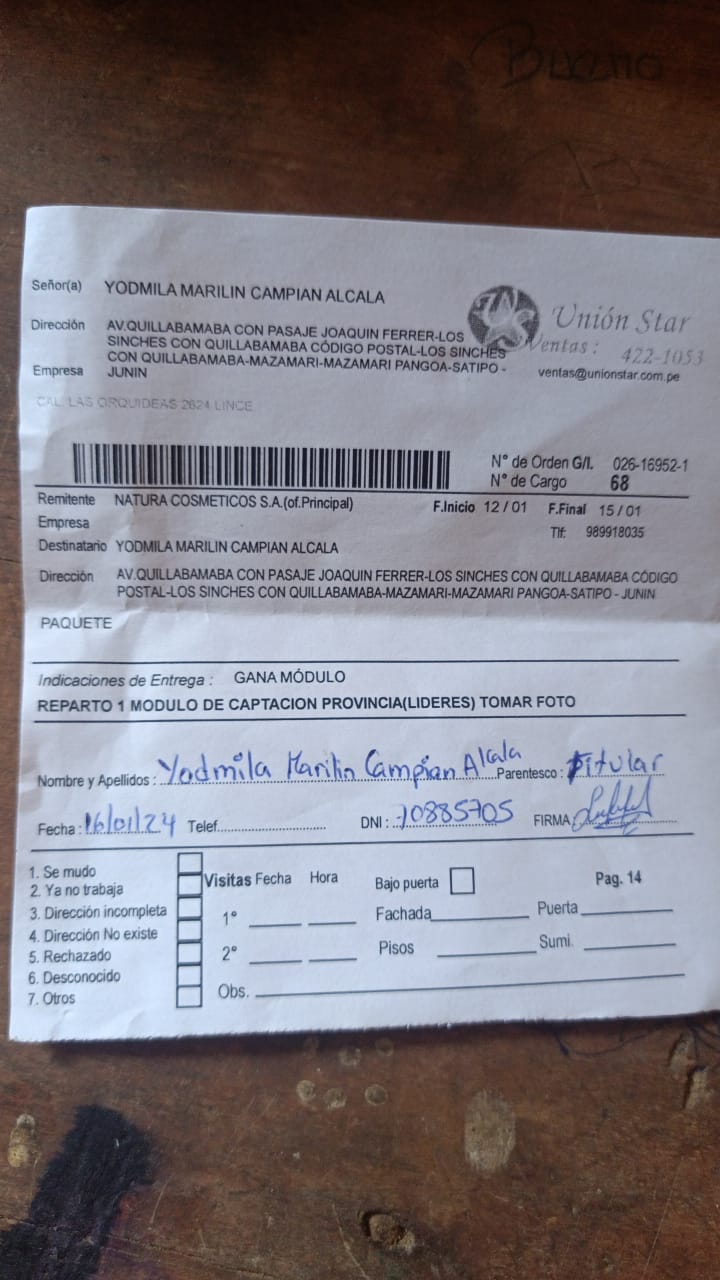 Bueno
Señor(a) YODMILA MARILIN CAMPIAN ALCALA
Unión Star
Ventas: 422-1053
ventas@unionstar.com.pe
Dirección AV.QUILLABAMABA CON PASAJE JOAQUIN FERRER-LOS
SINCHES CON QUILLABAMABA CÓDIGO POSTAL-LOS SINCHES
CON QUILLABAMABA-MAZAMARI-MAZAMARI PANGOA-SATIPO -
Empresa JUNIN
CAL. LAS ORQUIDEAS 2624 LINCE
N° de Orden G/I. 026-16952-1
N° de Cargo 68
Remitente NATURA COSMETICOS S.A.(of.Principal) F.Inicio 12 / 01 F.Final 15 / 01
Empresa Tlf: 989918035
Destinatario YODMILA MARILIN CAMPIAN ALCALA
Dirección AV.QUILLABAMABA CON PASAJE JOAQUIN FERRER-LOS SINCHES CON QUILLABAMABA CÓDIGO
POSTAL-LOS SINCHES CON QUILLABAMABA-MAZAMARI-MAZAMARI PANGOA-SATIPO - JUNIN
PAQUETE
Indicaciones de Entrega : GANA MÓDULO
REPARTO 1 MODULO DE CAPTACION PROVINCIA(LIDERES) TOMAR FOTO
Nombre y Apellidos : Yodmila Marilin Campian Alcala Parentesco : Titular
Fecha : 16/01/24 Telef. DNI : 70885705 FIRMA
1. Se mudo
2. Ya no trabaja
3. Dirección incompleta
4. Dirección No existe
5. Rechazado
6. Desconocido
7. Otros
Visitas Fecha Hora Bajo puerta Pag. 14
1° Fachada Puerta
2° Pisos Sumi.
Obs.